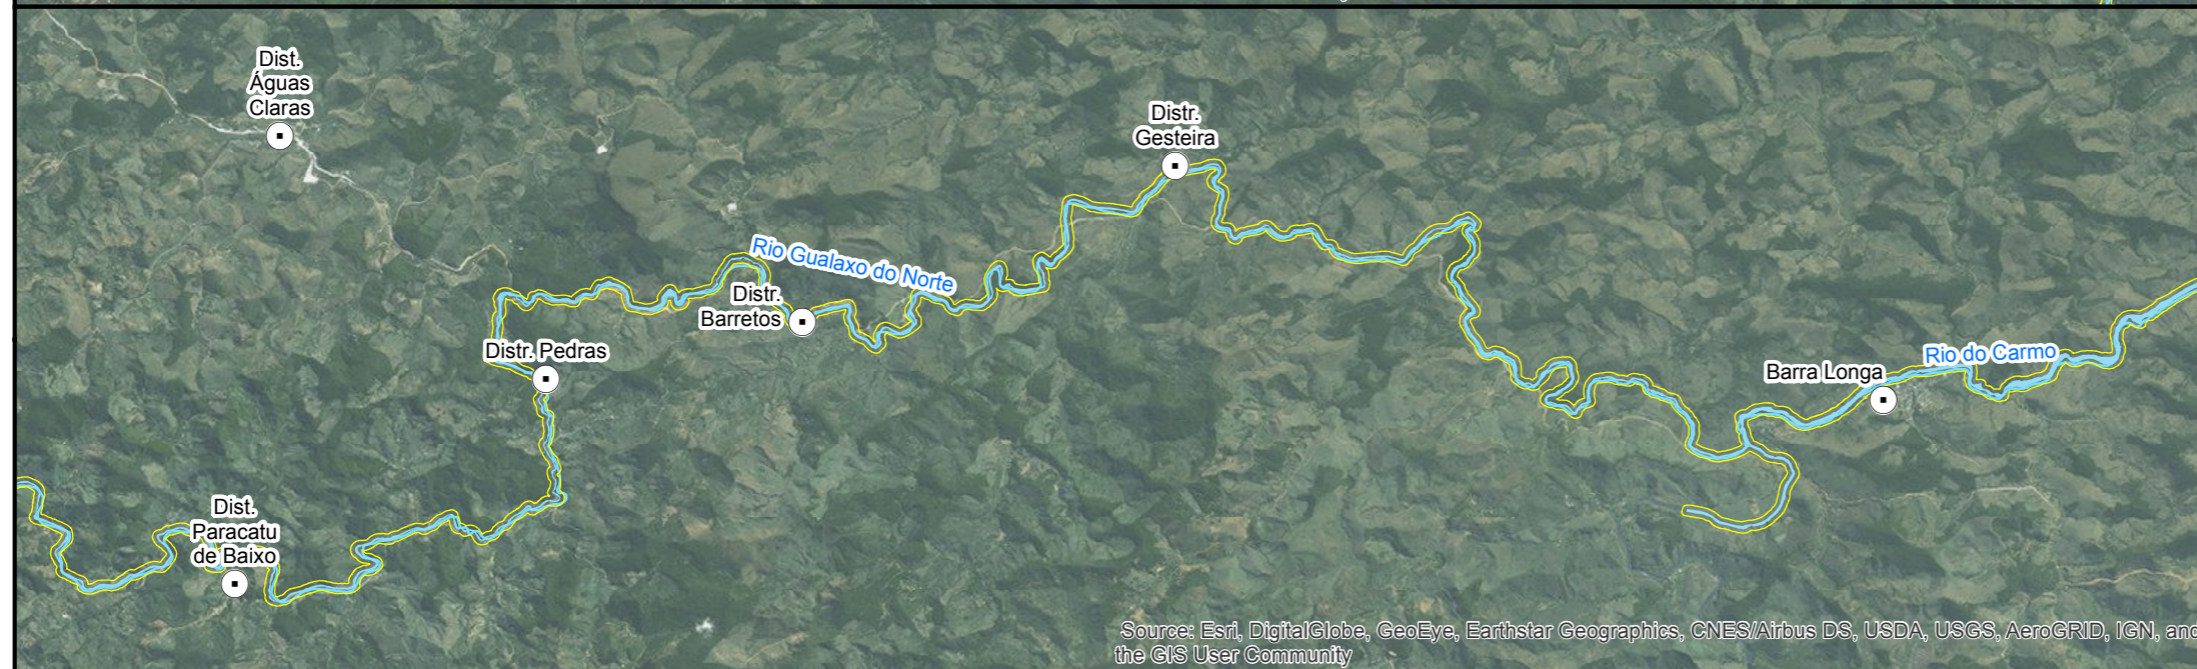 Dist.
Águas
Claras
Distr.
Gesteira
Rio Gualaxo do Norte
Distr.
Barretos
Distr. Pedras
Rio do Carmo
Barra Longa
Dist.
Paracatu
de Baixo
Source: Esri, DigitalGlobe, GeoEye, Earthstar Geographics, CNES/Airbus DS, USDA, USGS, AeroGRID, IGN, and
the GIS User Community